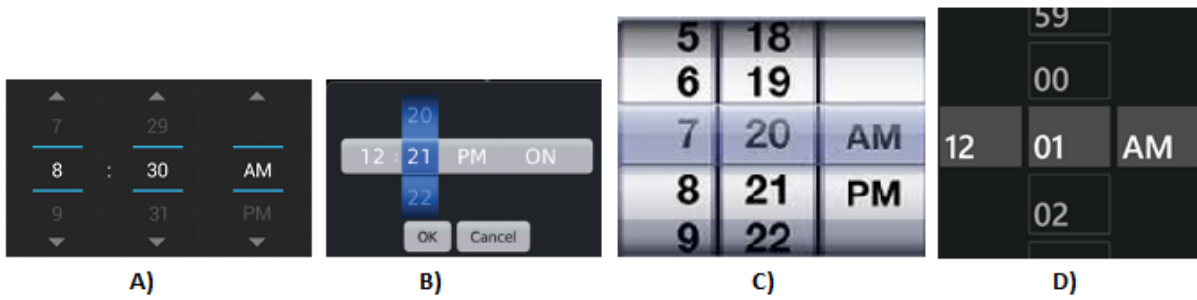 7 29
8 : 30 AM
9 31 PM
A)
20
12 : 21 PM ON
22
OK Cancel
B)
5 18
6 19
7 20 AM
8 21 PM
9 22
C)
59
00
12 01 AM
02
D)